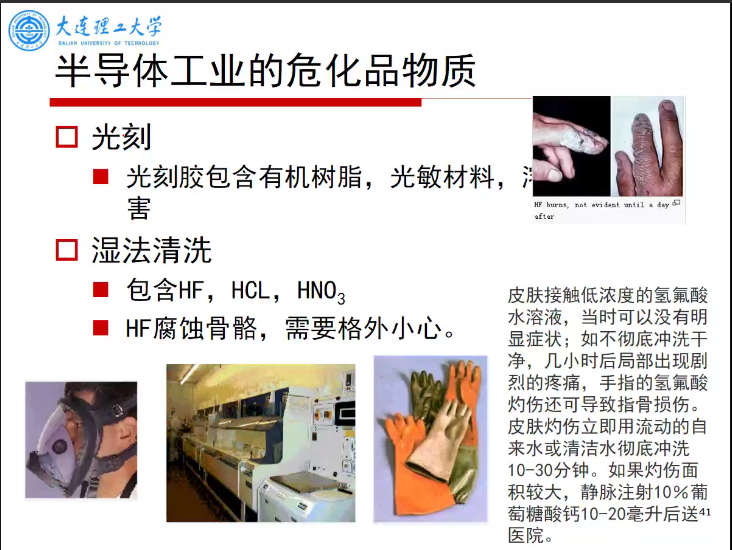 大连理工大学
DALIAN UNIVERSITY OF TECHNOLOGY
半导体工业的危化品物质
光刻
光刻胶包含有机树脂，光敏材料，
害
HF burns, not evident until a day
after
湿法清洗
包含HF，HCL，HNO3
HF腐蚀骨骼，需要格外小心。
皮肤接触低浓度的氢氟酸
水溶液，当时可以没有明
显症状；如不彻底冲洗干
净，几小时后局部出现剧
烈的疼痛，手指的氢氟酸
灼伤还可导致指骨损伤。
皮肤灼伤立即用流动的自
来水或清洁水彻底冲洗
10-30分钟。如果灼伤面
积较大，静脉注射10％葡
萄糖酸钙10-20毫升后送
医院。
41